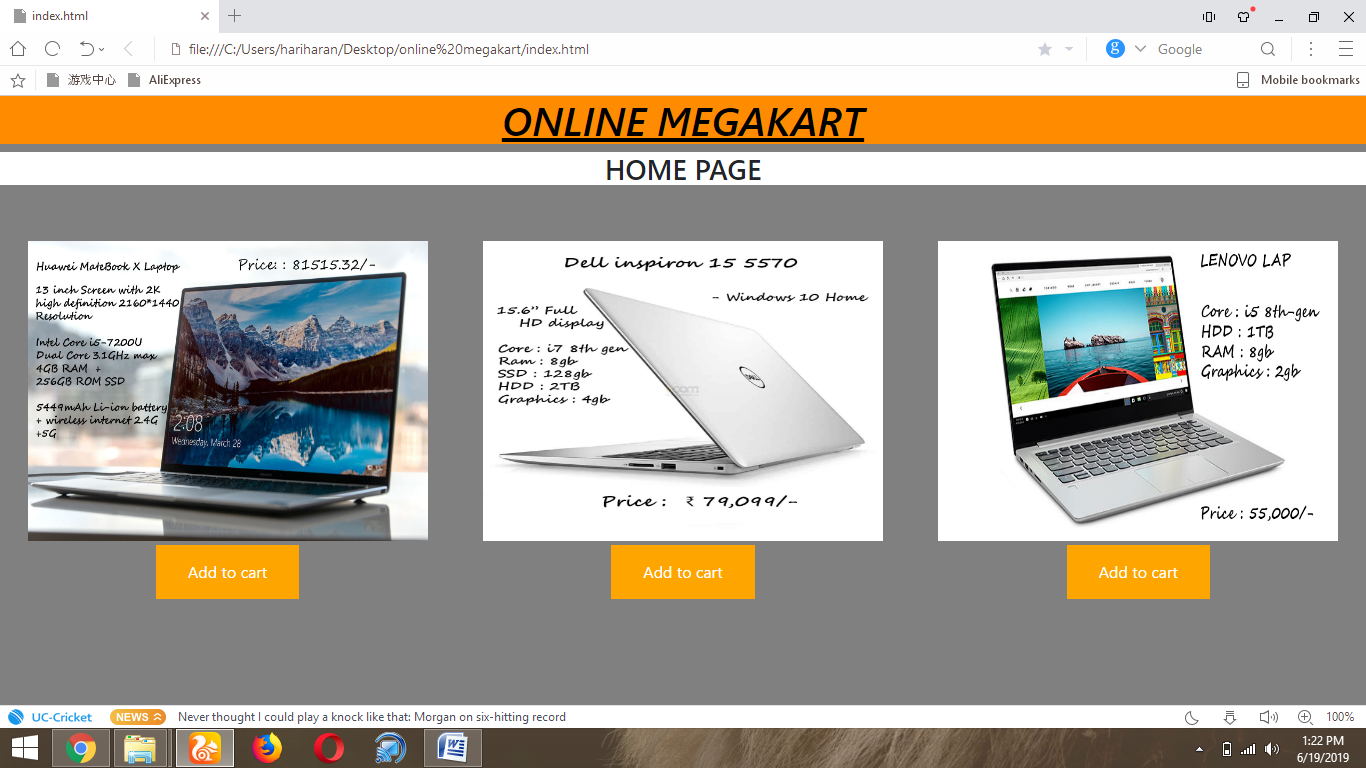 index.html
file:///C:/Users/hariharan/Desktop/online%20megakart/index.html
Google
游戏中心
AliExpress
Mobile bookmarks
ONLINE MEGAKART
HOME PAGE
Huawei MateBook X Laptop
Price: : 81515.32/-
13 inch Screen with 2K
high definition 2160*1440
Resolution
Intel Core i5-7200U
Dual Core 3.1GHz max
4GB RAM +
256GB ROM SSD
5449mAh Li-ion battery
+ wireless internet 2.4G
+5G
2:08
Wednesday, March 28
Add to cart
Dell inspiron 15 5570
- Windows 10 Home
15.6” Full
HD display
Core : i7 8th gen
Ram : 8gb
SSD : 128gb
HDD : 2TB
Graphics : 4gb
DELL
Price : ₹ 79,099/-
Add to cart
LENOVO LAP
Core : i5 8th-gen
HDD : 1TB
RAM : 8gb
Graphics : 2gb
Price : 55,000/-
Add to cart
UC-Cricket
NEWS
Never thought I could play a knock like that: Morgan on six-hitting record
100%
1:22 PM
6/19/2019